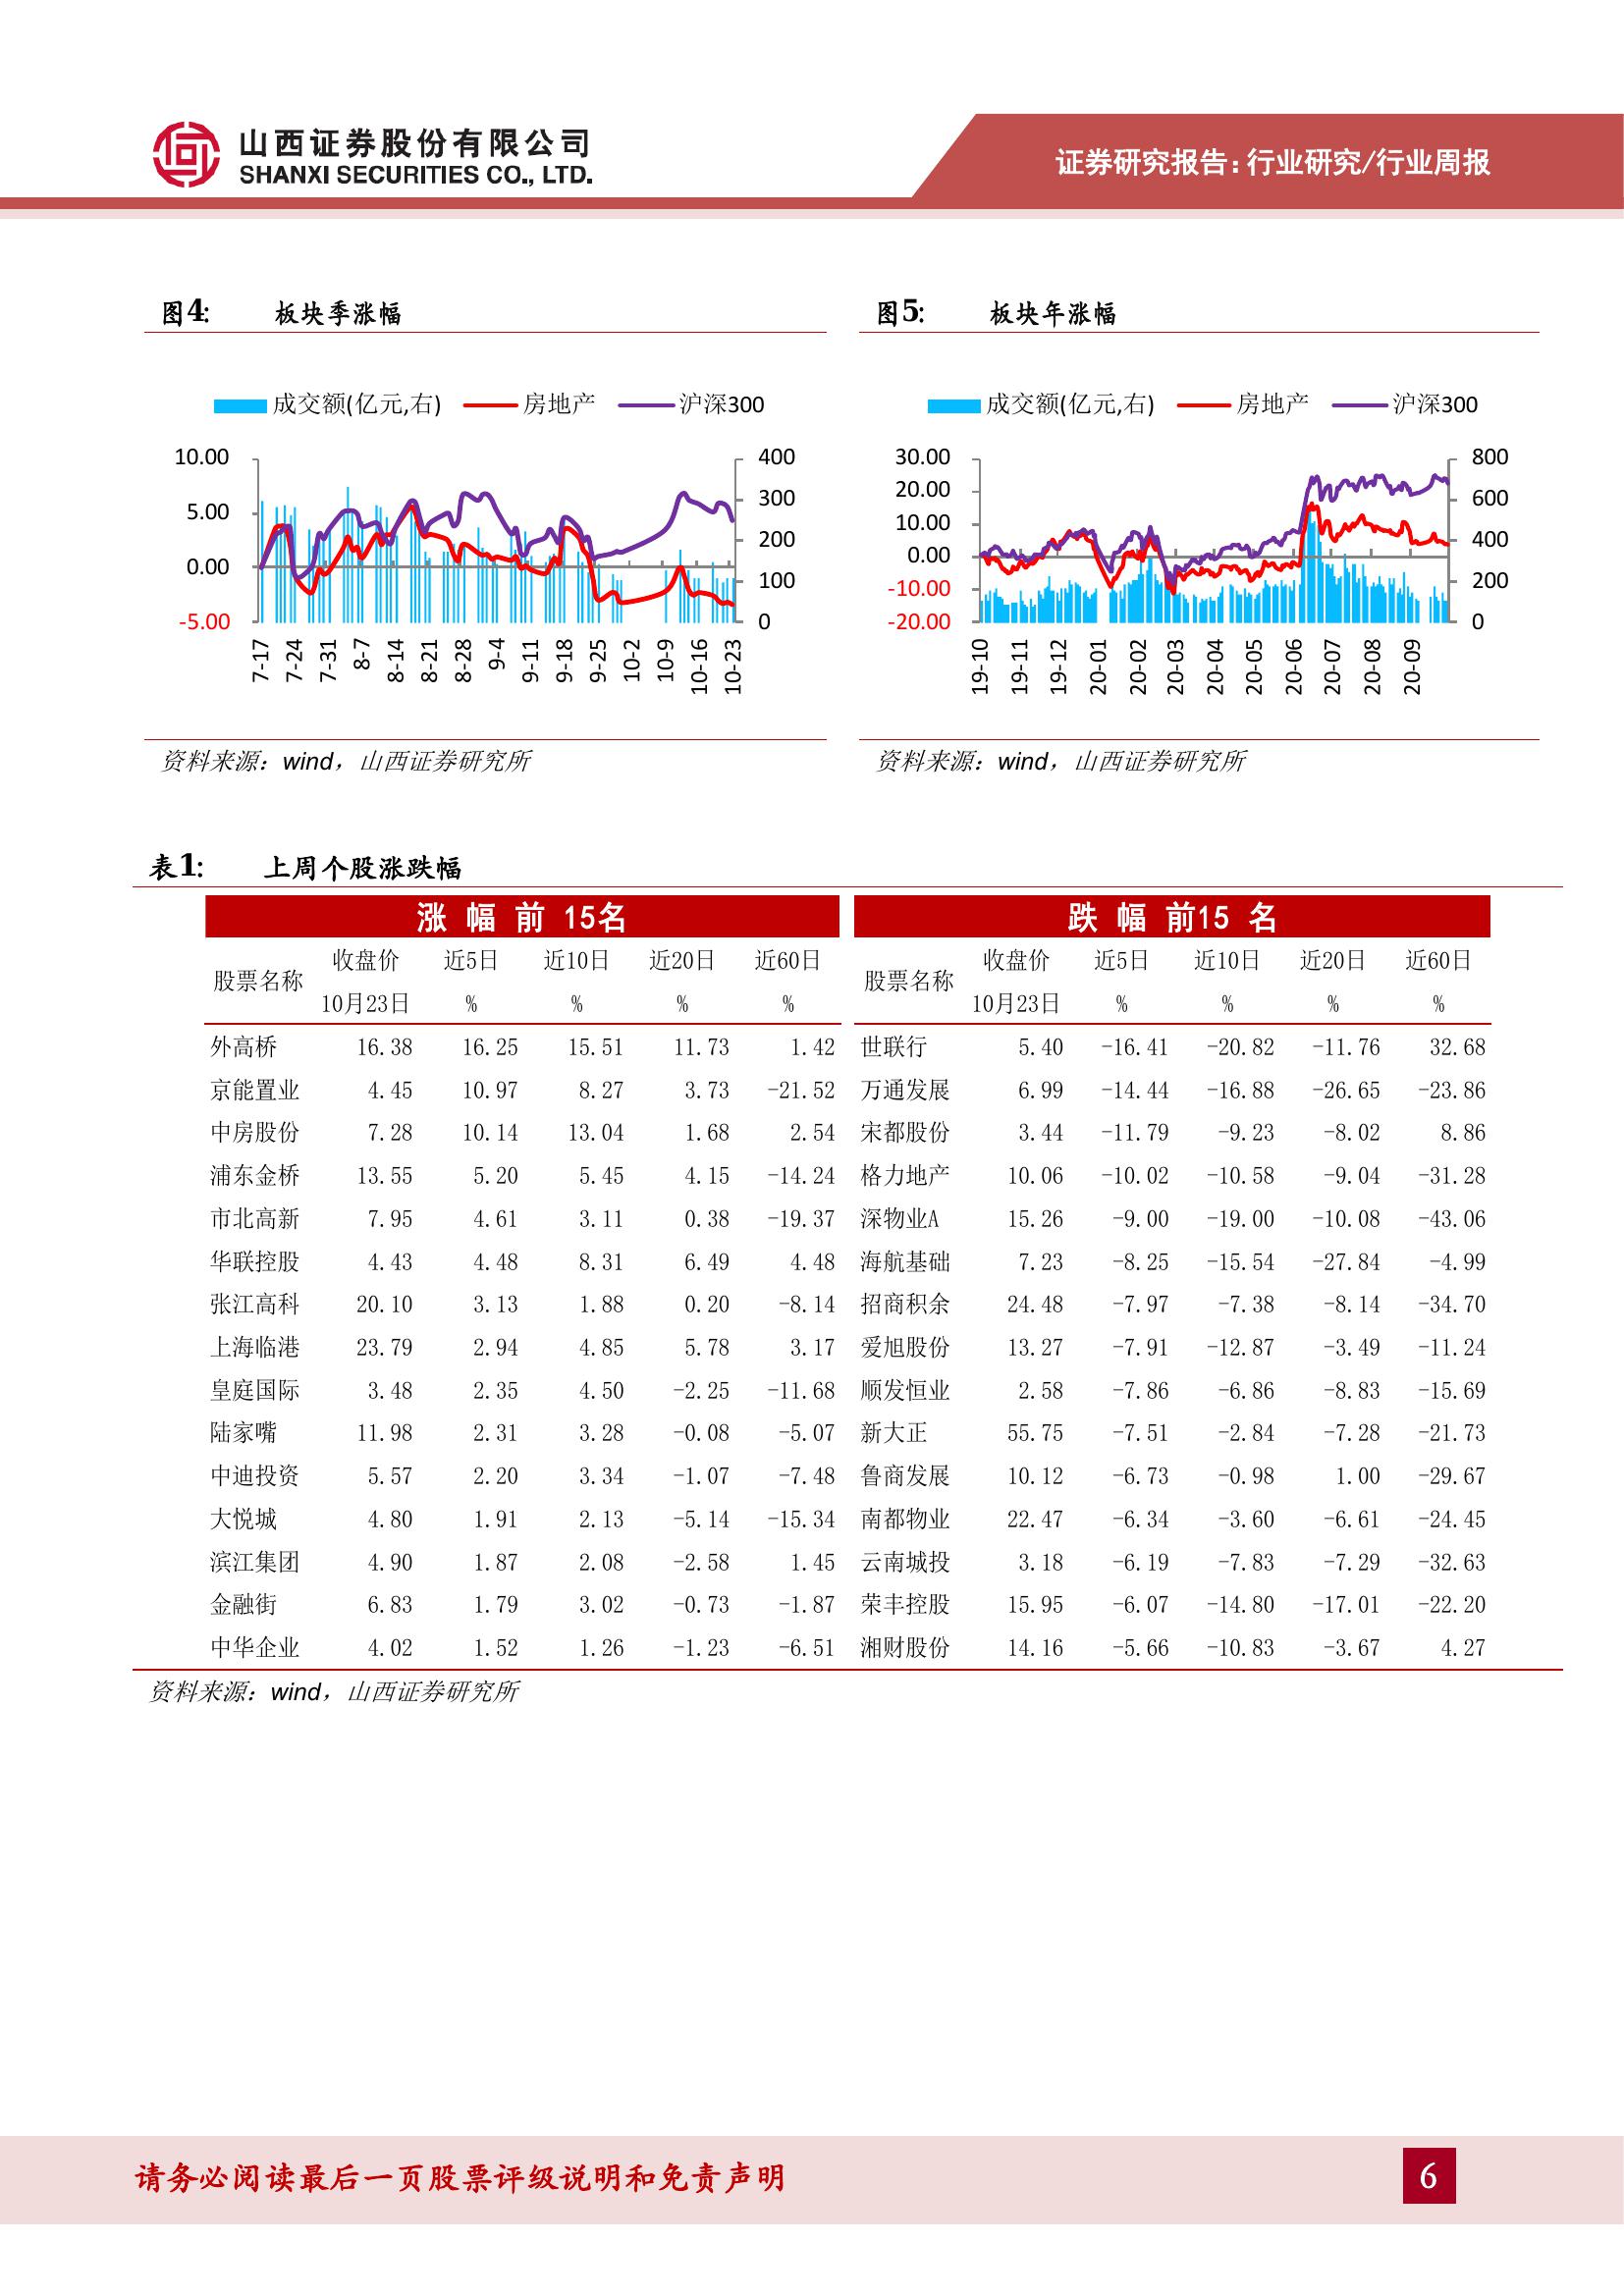 山西证券股份有限公司
SHANXI SECURITIES CO., LTD.
证券研究报告：行业研究/行业周报
图4: 板块季涨幅
成交额(亿元,右) 房地产 沪深300
10.00
5.00
0.00
-5.00
400
300
200
100
0
7-17 7-24 7-31 8-7 8-14 8-21 8-28 9-4 9-11 9-18 9-25 10-2 10-9 10-16 10-23
资料来源：wind，山西证券研究所
图5: 板块年涨幅
成交额(亿元,右) 房地产 沪深300
30.00
20.00
10.00
0.00
-10.00
-20.00
800
600
400
200
0
19-10 19-11 19-12 20-01 20-02 20-03 20-04 20-05 20-06 20-07 20-08 20-09
资料来源：wind，山西证券研究所
表1: 上周个股涨跌幅
涨 幅 前 15名 跌 幅 前15 名
股票名称 收盘价 近5日 近10日 近20日 近60日 股票名称 收盘价 近5日 近10日 近20日 近60日
10月23日 % % % % 10月23日 % % % %
外高桥 16.38 16.25 15.51 11.73 1.42 世联行 5.40 -16.41 -20.82 -11.76 32.68
京能置业 4.45 10.97 8.27 3.73 -21.52 万通发展 6.99 -14.44 -16.88 -26.65 -23.86
中房股份 7.28 10.14 13.04 1.68 2.54 宋都股份 3.44 -11.79 -9.23 -8.02 8.86
浦东金桥 13.55 5.20 5.45 4.15 -14.24 格力地产 10.06 -10.02 -10.58 -9.04 -31.28
市北高新 7.95 4.61 3.11 0.38 -19.37 深物业A 15.26 -9.00 -19.00 -10.08 -43.06
华联控股 4.43 4.48 8.31 6.49 4.48 海航基础 7.23 -8.25 -15.54 -27.84 -4.99
张江高科 20.10 3.13 1.88 0.20 -8.14 招商积余 24.48 -7.97 -7.38 -8.14 -34.70
上海临港 23.79 2.94 4.85 5.78 3.17 爱旭股份 13.27 -7.91 -12.87 -3.49 -11.24
皇庭国际 3.48 2.35 4.50 -2.25 -11.68 顺发恒业 2.58 -7.86 -6.86 -8.83 -15.69
陆家嘴 11.98 2.31 3.28 -0.08 -5.07 新大正 55.75 -7.51 -2.84 -7.28 -21.73
中迪投资 5.57 2.20 3.34 -1.07 -7.48 鲁商发展 10.12 -6.73 -0.98 1.00 -29.67
大悦城 4.80 1.91 2.13 -5.14 -15.34 南都物业 22.47 -6.34 -3.60 -6.61 -24.45
滨江集团 4.90 1.87 2.08 -2.58 1.45 云南城投 3.18 -6.19 -7.83 -7.29 -32.63
金融街 6.83 1.79 3.02 -0.73 -1.87 荣丰控股 15.95 -6.07 -14.80 -17.01 -22.20
中华企业 4.02 1.52 1.26 -1.23 -6.51 湘财股份 14.16 -5.66 -10.83 -3.67 4.27
资料来源：wind，山西证券研究所
请务必阅读最后一页股票评级说明和免责声明 6